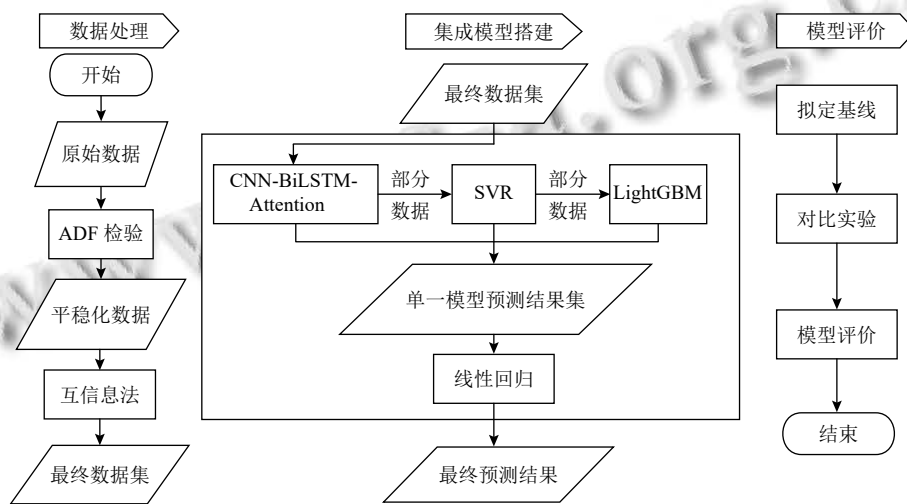 数据处理
开始
原始数据
ADF 检验
平稳化数据
互信息法
最终数据集
集成模型搭建
最终数据集
CNN-BiLSTM-
Attention
部分
数据
SVR
部分
数据
LightGBM
单一模型预测结果集
线性回归
最终预测结果
模型评价
拟定基线
对比实验
模型评价
结束